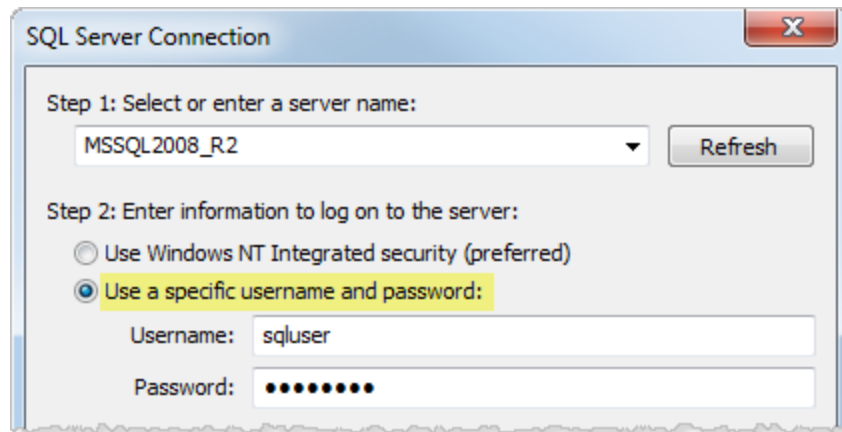 SQL Server Connection
Step 1: Select or enter a server name:
MSSQL2008_R2 Refresh
Step 2: Enter information to log on to the server:
Use Windows NT Integrated security (preferred)
Use a specific username and password:
Username: sqluser
Password: ••••••••